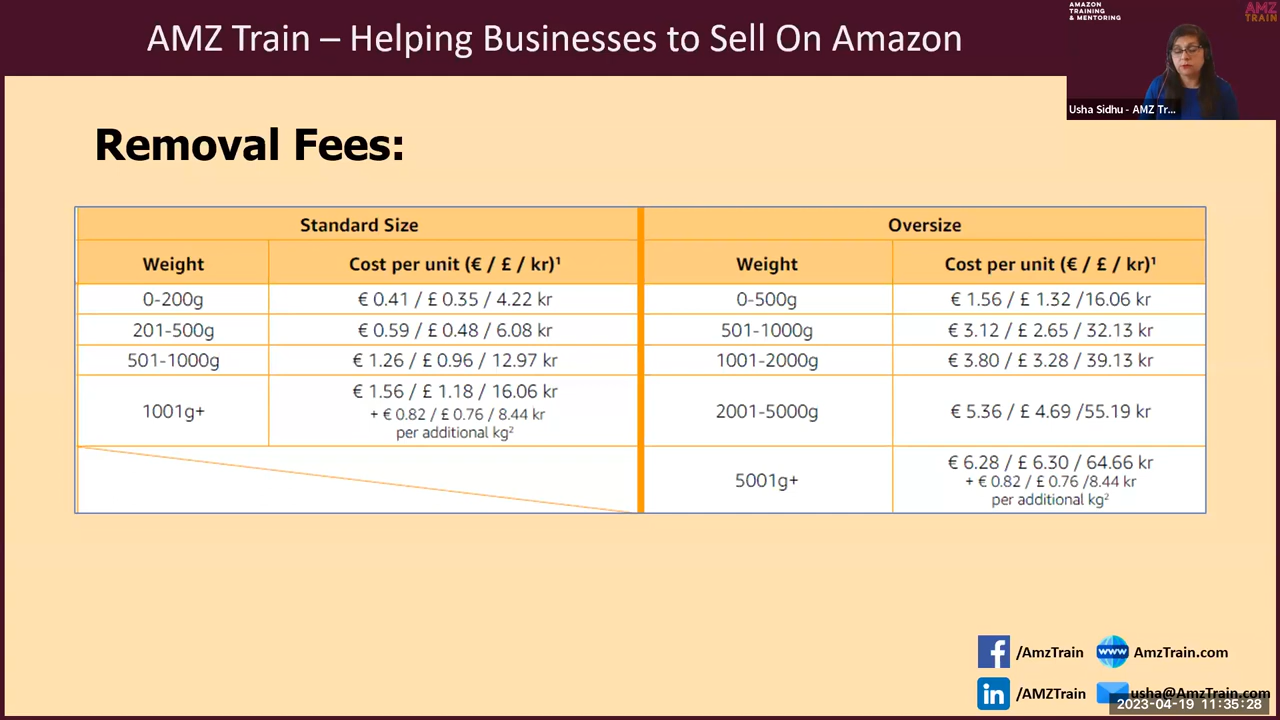 AMZ Train – Helping Businesses to Sell On Amazon
AMAZON
TRAINING
& MENTORING
AMZ
TRAIN
Usha Sidhu - AMZ Tr...
Removal Fees:
Standard Size Oversize
Weight Cost per unit (€ / £ / kr)¹ Weight Cost per unit (€ / £ / kr)¹
0-200g € 0.41 / £ 0.35 / 4.22 kr 0-500g € 1.56 / £ 1.32 /16.06 kr
201-500g € 0.59 / £ 0.48 / 6.08 kr 501-1000g € 3.12 / £ 2.65 / 32.13 kr
501-1000g € 1.26 / £ 0.96 / 12.97 kr 1001-2000g € 3.80 / £ 3.28 / 39.13 kr
1001g+ € 1.56 / £ 1.18 / 16.06 kr
+ € 0.82 / £ 0.76 / 8.44 kr
per additional kg²
2001-5000g € 5.36 / £ 4.69 /55.19 kr
5001g+ € 6.28 / £ 6.30 / 64.66 kr
+ € 0.82 / £ 0.76 /8.44 kr
per additional kg²
/AmzTrain www AmzTrain.com
in /AMZTrain usha@AmzTrain.com
2023-04-19 11:35:28